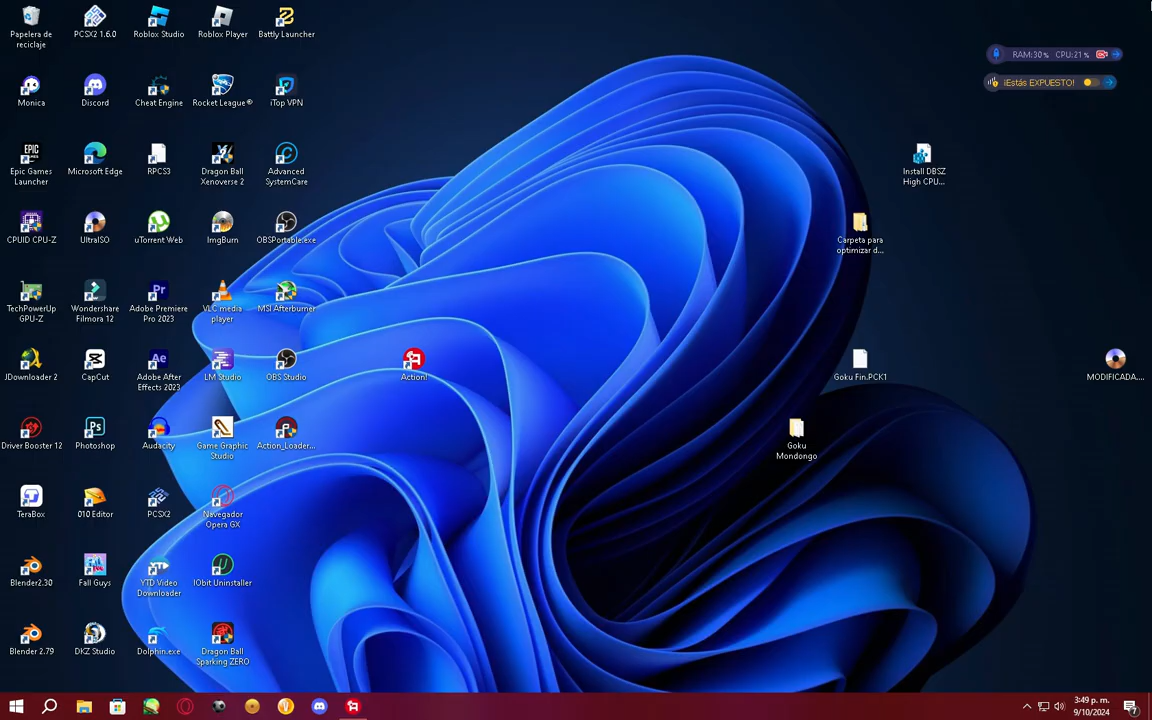 Papelera de
reciclaje
PCSX2 1.6.0
Roblox Studio
Roblox Player
Battly Launcher
RAM:30% CPU:21%
¡Estás EXPUESTO!
Monica
Discord
Cheat Engine
Rocket League®
iTop VPN
EPIC
GAMES
Epic Games
Launcher
Microsoft Edge
RPCS3
Dragon Ball
Xenoverse 2
Advanced
SystemCare
Install DBSZ
High CPU...
CPUID CPU-Z
UltraISO
uTorrent Web
ImgBurn
OBSPortable.exe
Carpeta para
optimizar d...
TechPowerUp
GPU-Z
Wondershare
Filmora 12
Pr
Adobe Premiere
Pro 2023
VLC media
player
MSI Afterburner
JDownloader 2
CapCut
Ae
Adobe After
Effects 2023
LM Studio
OBS Studio
Action!
Goku Fin.PCK1
MODIFICADA....
Driver Booster 12
Ps
Photoshop
Audacity
Game Graphic
Studio
Action_Loader...
Goku
Mondongo
TeraBox
010 Editor
PCSX2
Navegador
Opera GX
Blender2.30
Fall Guys
YTD Video
Downloader
IObit Uninstaller
Blender 2.79
DKZ Studio
Dolphin.exe
Dragon Ball
Sparking ZERO
3:49 p. m.
9/10/2024
7